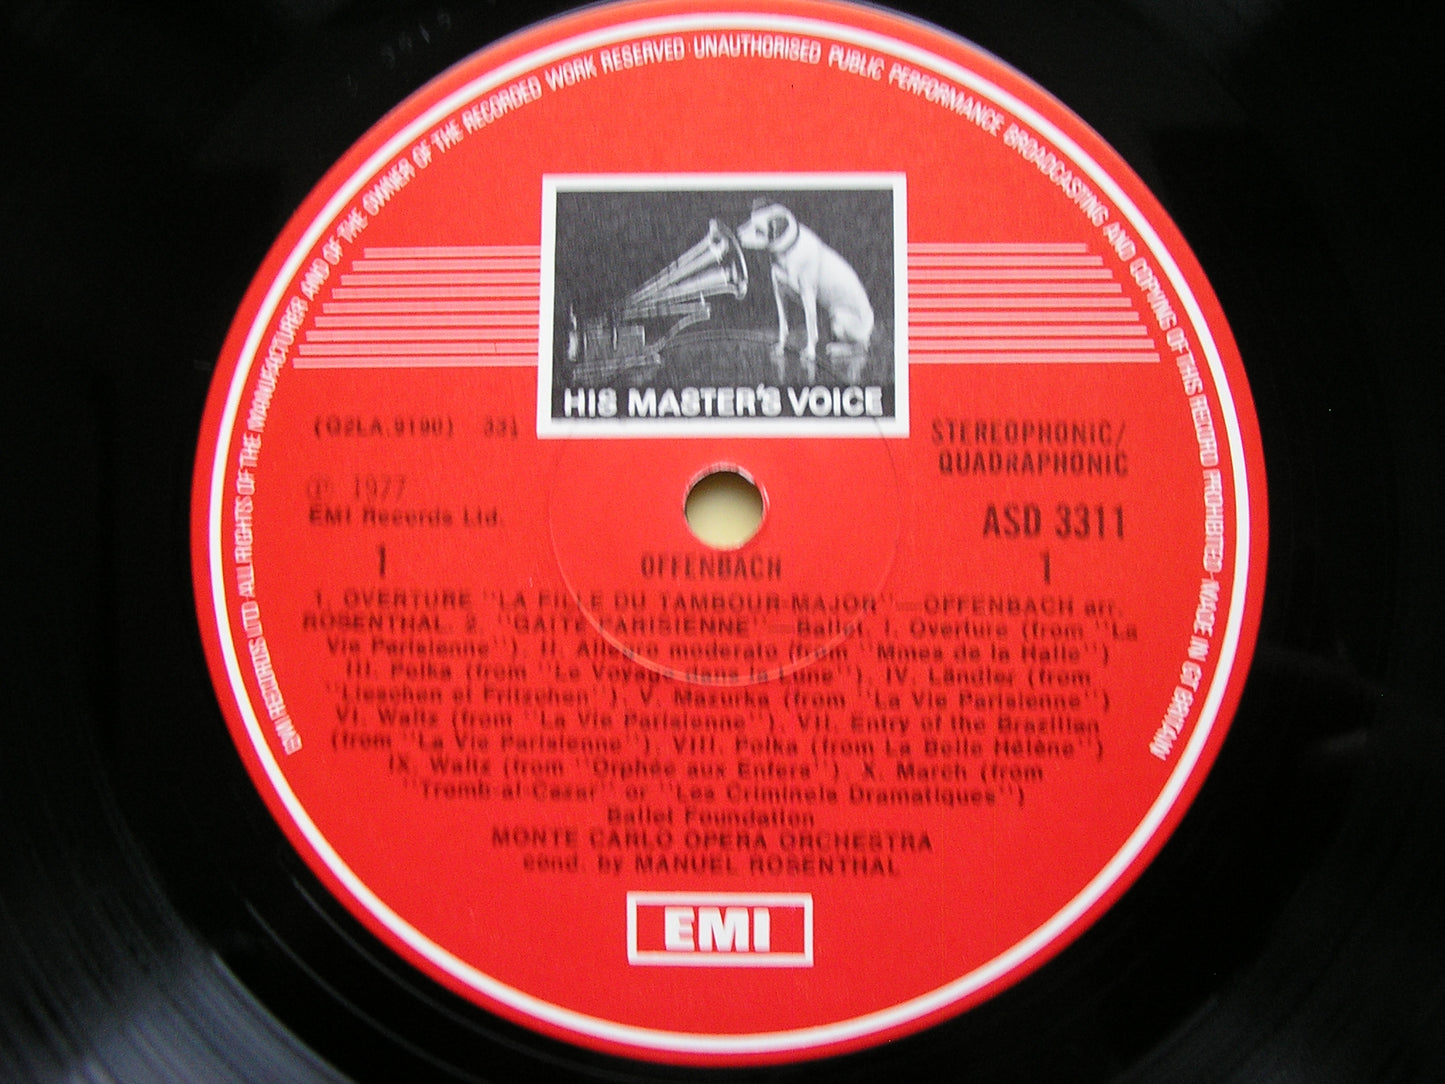 EMI RECORDS LTD ALL RIGHTS OF THE MANUFACTURER AND OF THE OWNER OF THE RECORDED WORK RESERVED UNAUTHORISED PUBLIC PERFORMANCE BROADCASTING AND COPYING OF THIS RECORD PROHIBITED MADE IN GT BRITAIN
HIS MASTER'S VOICE
(G2LA.9190) 33⅓
STEREOPHONIC/
QUADRAPHONIC
℗ 1977
EMI Records Ltd.
ASD 3311
1
1
OFFENBACH
1. OVERTURE "LA FILLE DU TAMBOUR-MAJOR"—OFFENBACH arr.
ROSENTHAL. 2. "GAITE PARISIENNE"—Ballet. I. Overture (from "La
Vie Parisienne"). II. Allegro moderato (from "Mmes de la Halle")
III. Polka (from "Le Voyage dans la Lune"). IV. Ländler (from
"Lieschen et Fritzchen"). V. Mazurka (from "La Vie Parisienne")
VI. Waltz (from "La Vie Parisienne"). VII. Entry of the Brazilian
(from "La Vie Parisienne"). VIII. Polka (from La Belle Hélène")
IX. Waltz (from "Orphée aux Enfers"). X. March (from
"Tromb-al-Cazar" or "Les Criminels Dramatiques")
Ballet Foundation
MONTE CARLO OPERA ORCHESTRA
cond. by MANUEL ROSENTHAL
EMI